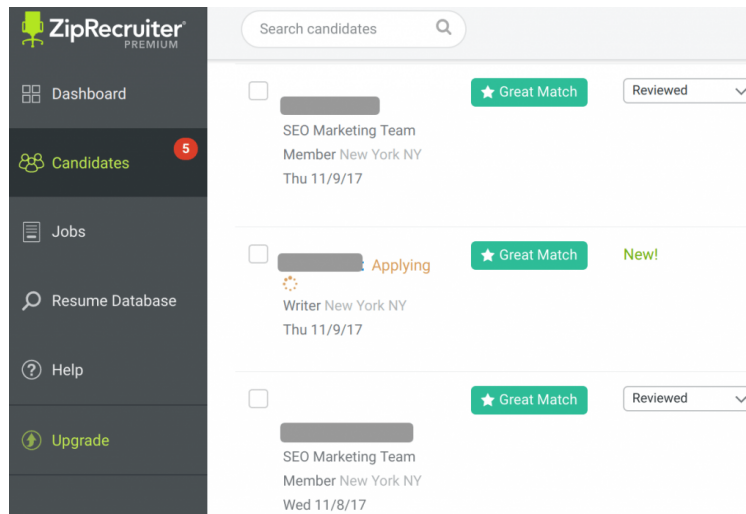 ZipRecruiter®
PREMIUM
Search candidates
Dashboard
Candidates
5
Jobs
Resume Database
? Help
Upgrade
Great Match
Reviewed
SEO Marketing Team
Member New York NY
Thu 11/9/17
Applying
Great Match
New!
Writer New York NY
Thu 11/9/17
Great Match
Reviewed
SEO Marketing Team
Member New York NY
Wed 11/8/17